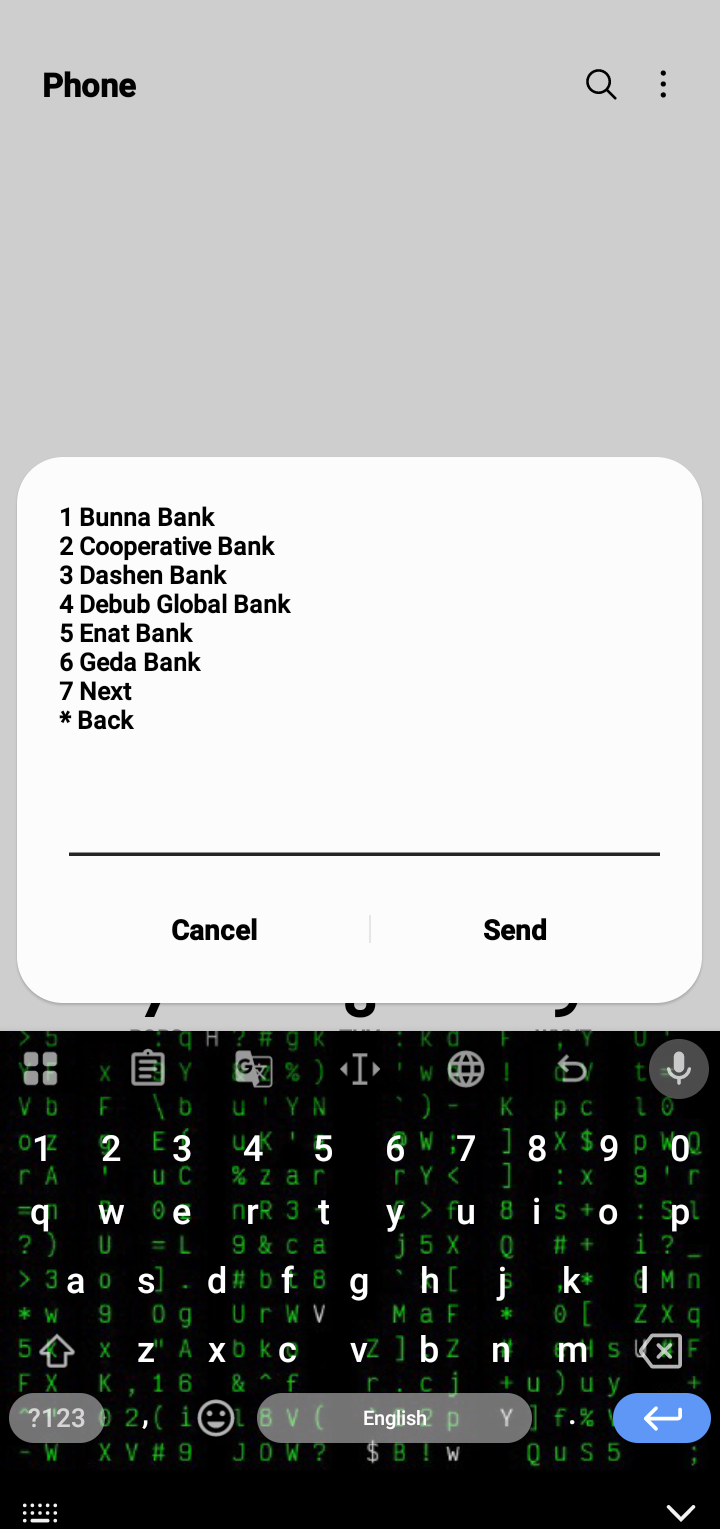 Phone
1 Bunna Bank
2 Cooperative Bank
3 Dashen Bank
4 Debub Global Bank
5 Enat Bank
6 Geda Bank
7 Next
* Back
Cancel
Send
1 2 3 4 5 6 7 8 9 0
q w e r t y u i o p
a s d f g h j k l
z x c v b n m
?123 , English .